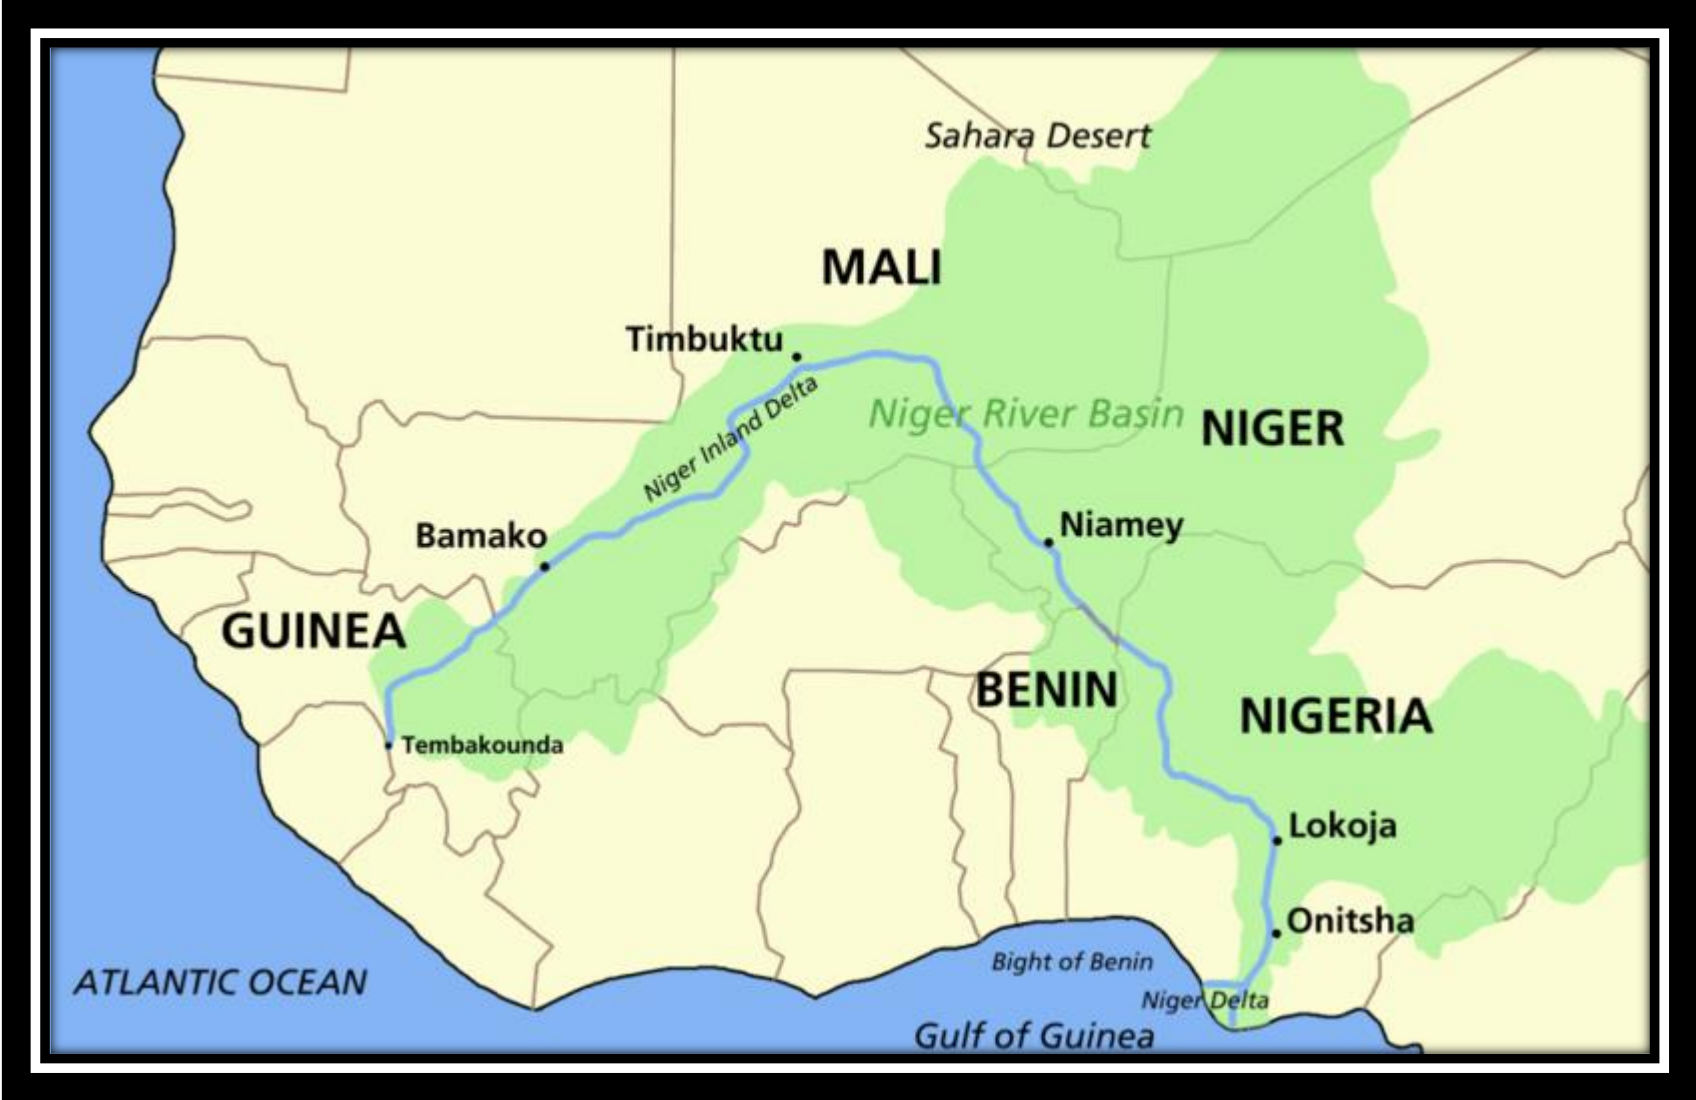 Sahara Desert
MALI
Timbuktu
Niger Inland Delta
Niger River Basin
NIGER
Bamako
Niamey
GUINEA
BENIN
NIGERIA
Tembakounda
Lokoja
Onitsha
Bight of Benin
ATLANTIC OCEAN
Niger Delta
Gulf of Guinea